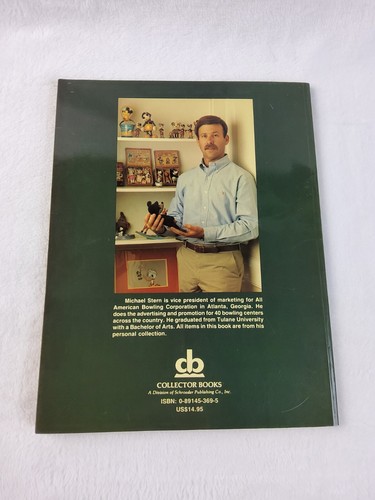 Michael Stern is vice president of marketing for All
American Bowling Corporation in Atlanta, Georgia. He
does the advertising and promotion for 40 bowling centers
across the country. He graduated from Tulane University
with a Bachelor of Arts. All items in this book are from his
personal collection.
cb
COLLECTOR BOOKS
A Division of Schroeder Publishing Co., Inc.
ISBN: 0-89145-369-5
US$14.95